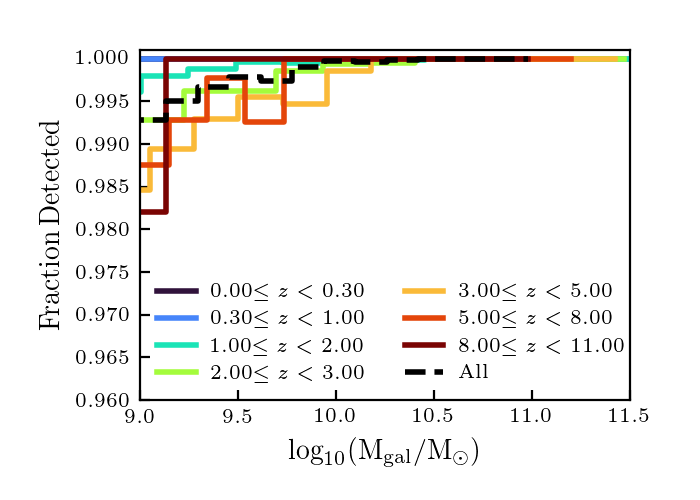 1.000
0.995
0.990
0.985
0.980
0.975
0.970
0.965
0.960
Fraction Detected
0.00≤ z < 0.30
0.30≤ z < 1.00
1.00≤ z < 2.00
2.00≤ z < 3.00
3.00≤ z < 5.00
5.00≤ z < 8.00
8.00≤ z < 11.00
All
9.0 9.5 10.0 10.5 11.0 11.5
log₁₀(M_gal/M_⊙)